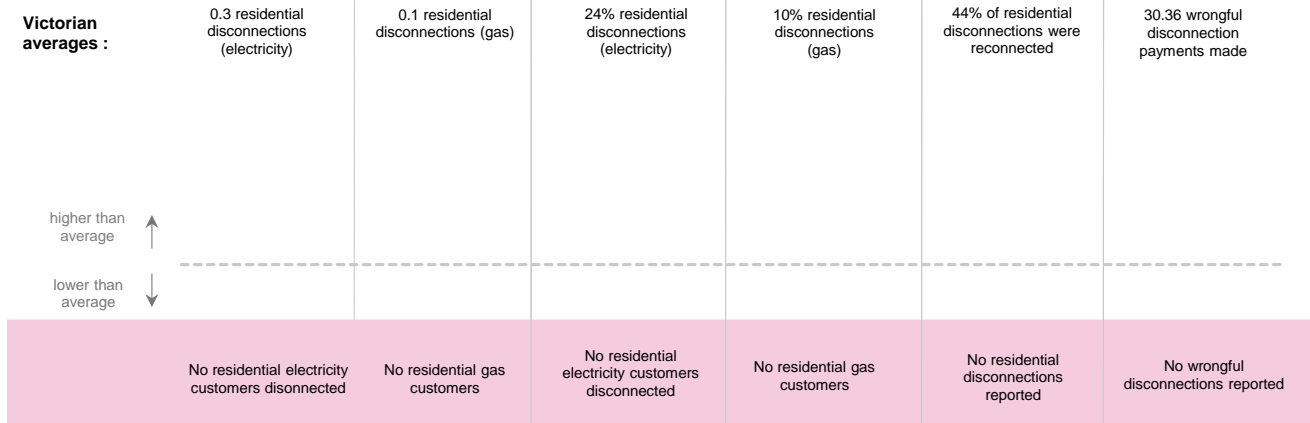 Victorian
averages :
0.3 residential
disconnections
(electricity)
0.1 residential
disconnections (gas)
24% residential
disconnections
(electricity)
10% residential
disconnections
(gas)
44% of residential
disconnections were
reconnected
30.36 wrongful
disconnection
payments made
higher than
average
lower than
average
No residential electricity
customers disonnected
No residential gas
customers
No residential
electricity customers
disconnected
No residential gas
customers
No residential
disconnections
reported
No wrongful
disconnections reported